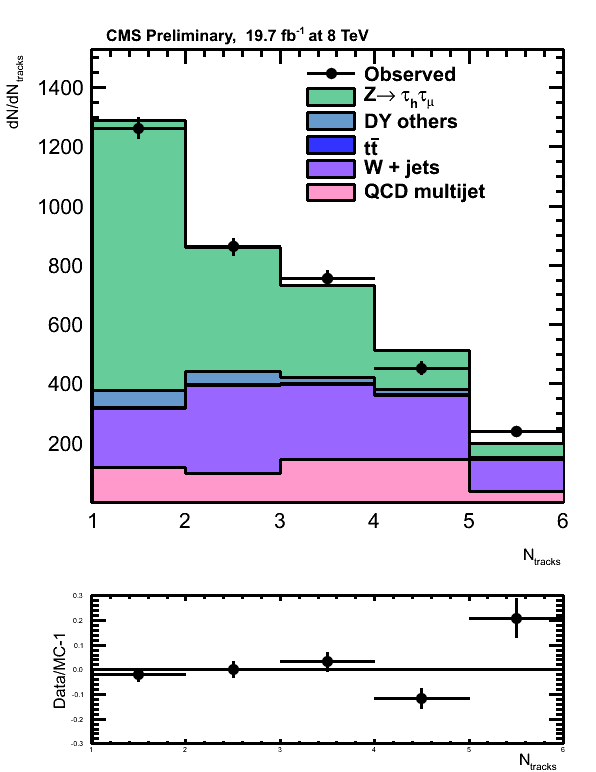 CMS Preliminary, 19.7 fb⁻¹ at 8 TeV
dN/dN_tracks
1400
1200
1000
800
600
400
200
Observed
Z→ τ_hτ_μ
DY others
tt̄
W + jets
QCD multijet
1 2 3 4 5 6
N_tracks
Data/MC-1
0.3
0.2
0.1
0.0
-0.1
-0.2
-0.3
1 2 3 4 5 6
N_tracks